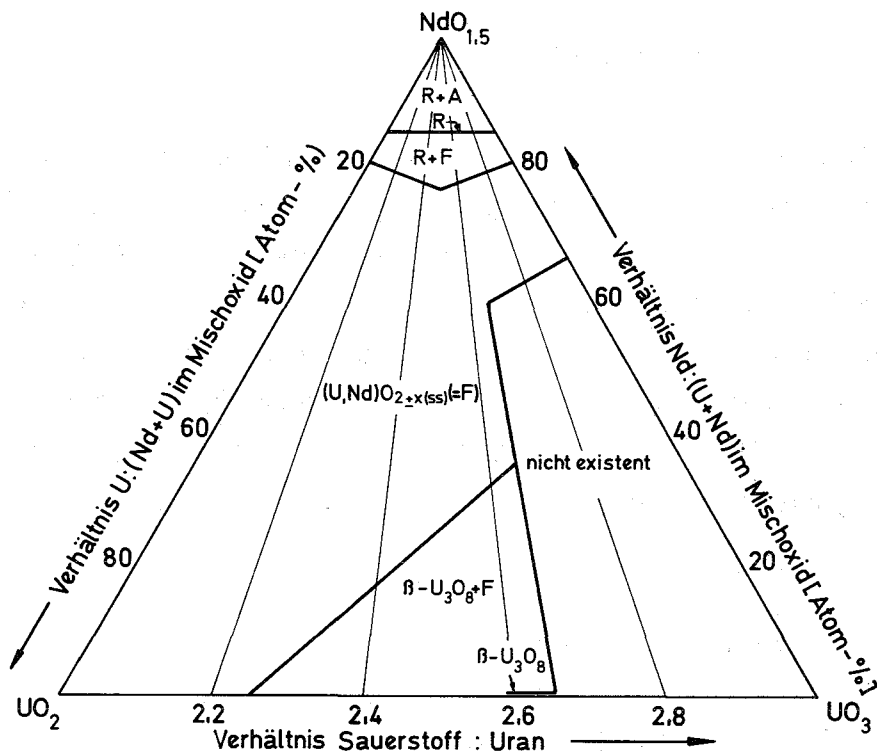 NdO1.5
R+A
R
R+F
20
80
40
60
(U,Nd)O2±x(ss)(=F)
60
40
nicht existent
80
20
β-U3O8+F
β-U3O8
UO2
2.2
2.4
2.6
2.8
UO3
Verhältnis Sauerstoff : Uran
Verhältnis U:(Nd+U) im Mischoxid [Atom-%)
Verhältnis Nd:(U+Nd) im Mischoxid [Atom-%]